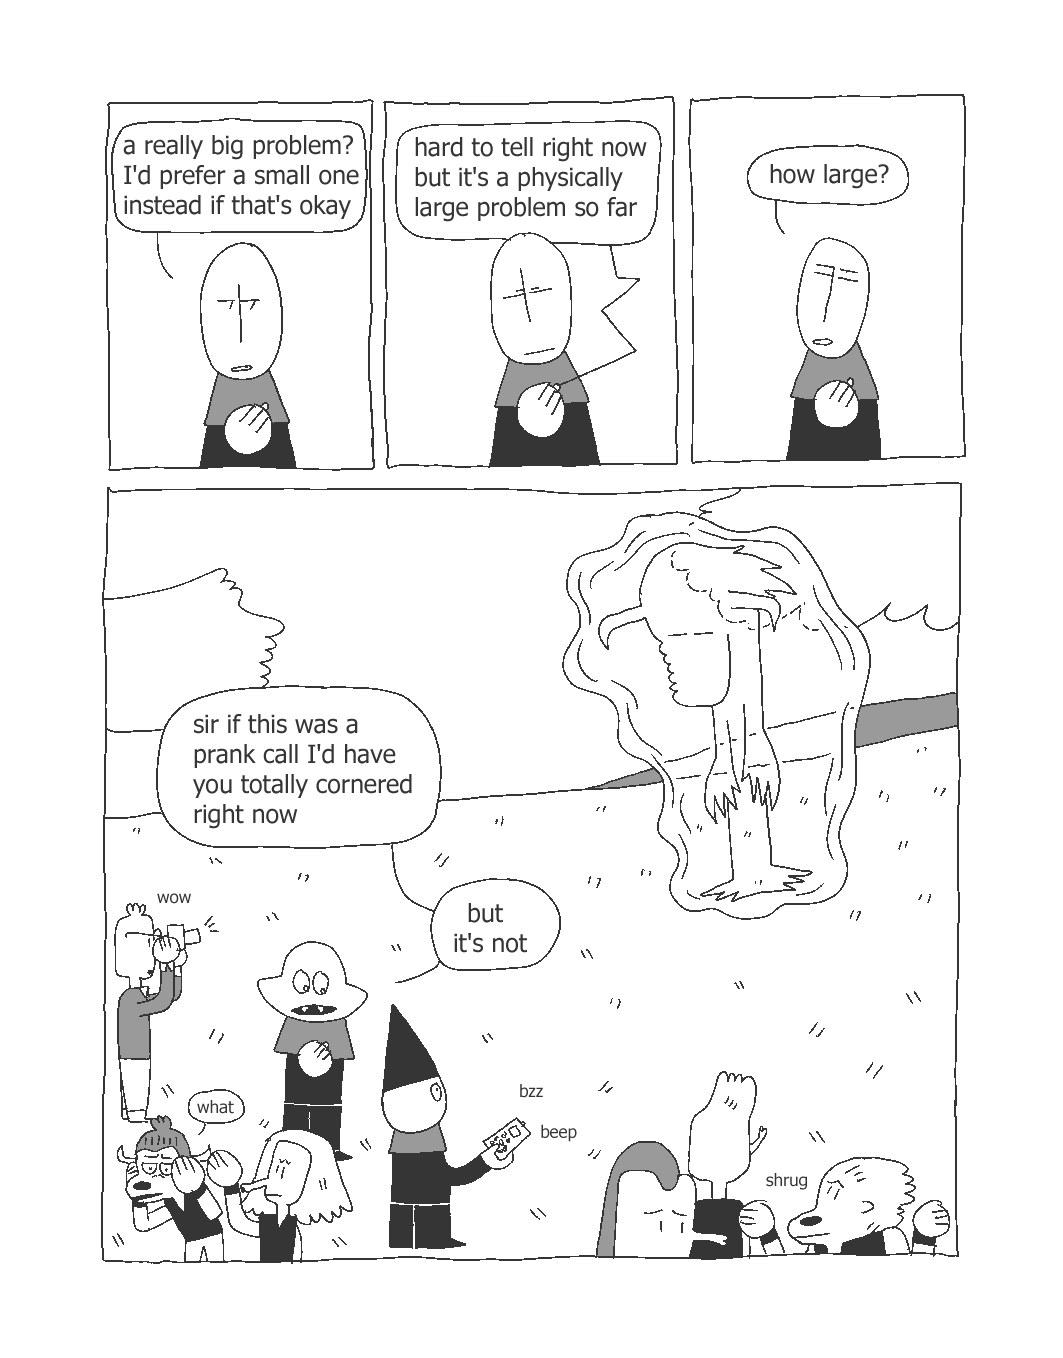 a really big problem?
I'd prefer a small one
instead if that's okay
hard to tell right now
but it's a physically
large problem so far
how large?
sir if this was a
prank call I'd have
you totally cornered
right now
but
it's not
wow
what
bzz
beep
shrug